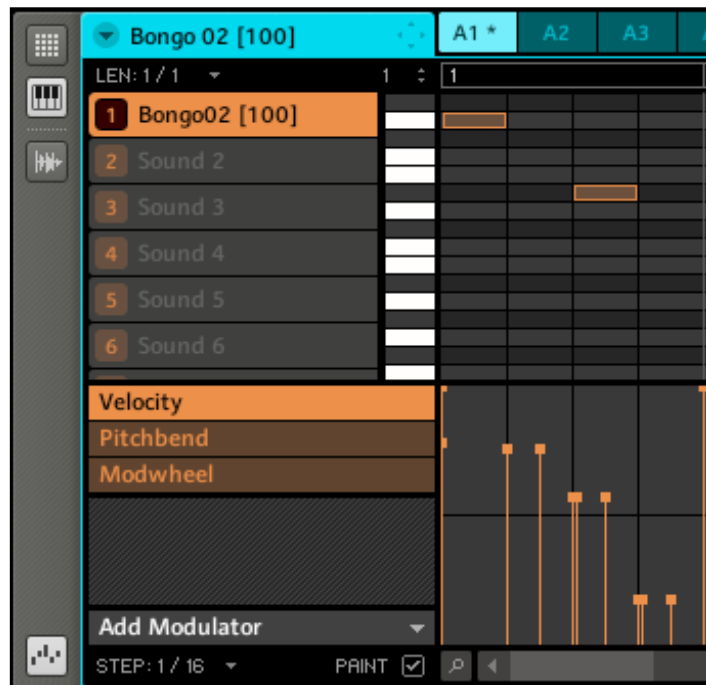 Bongo 02 [100]
A1 * A2 A3
LEN: 1 / 1 1 1
1 Bongo02 [100]
2 Sound 2
3 Sound 3
4 Sound 4
5 Sound 5
6 Sound 6
Velocity
Pitchbend
Modwheel
Add Modulator
STEP: 1 / 16 PAINT